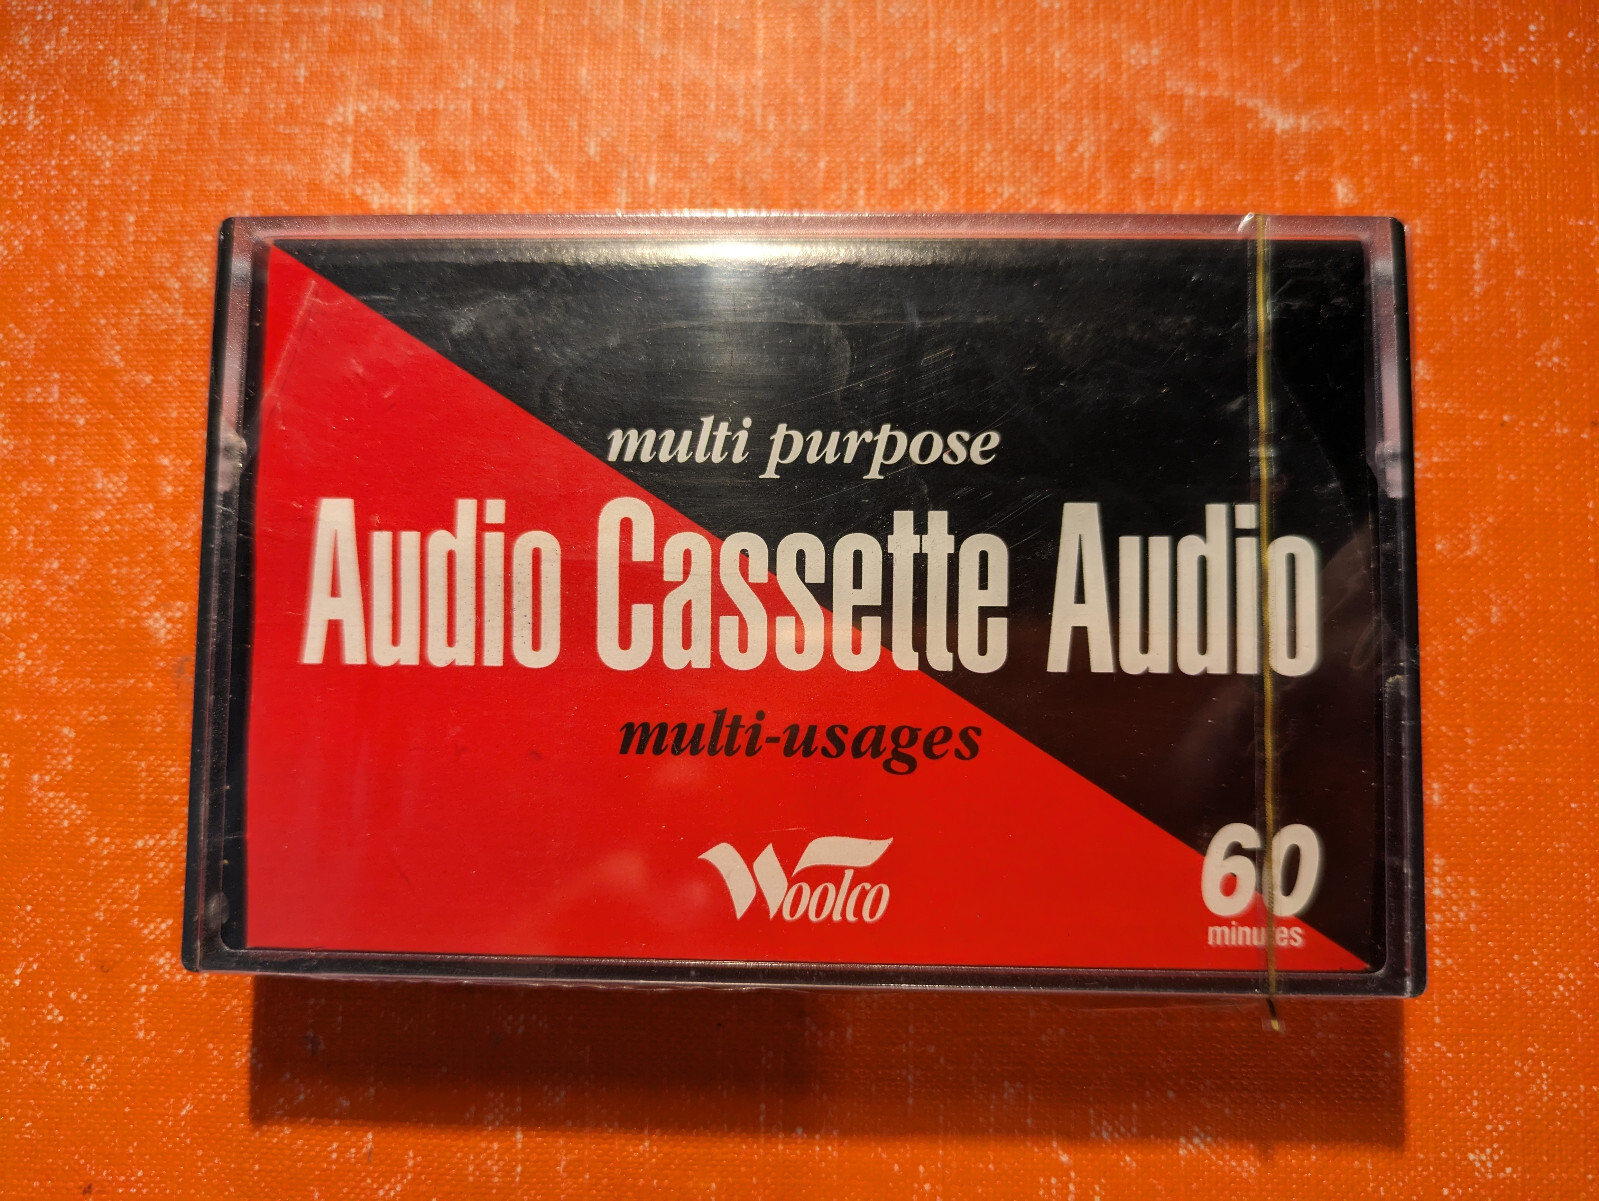 multi purpose
Audio Cassette Audio
multi-usages
Woolco
60
minutes